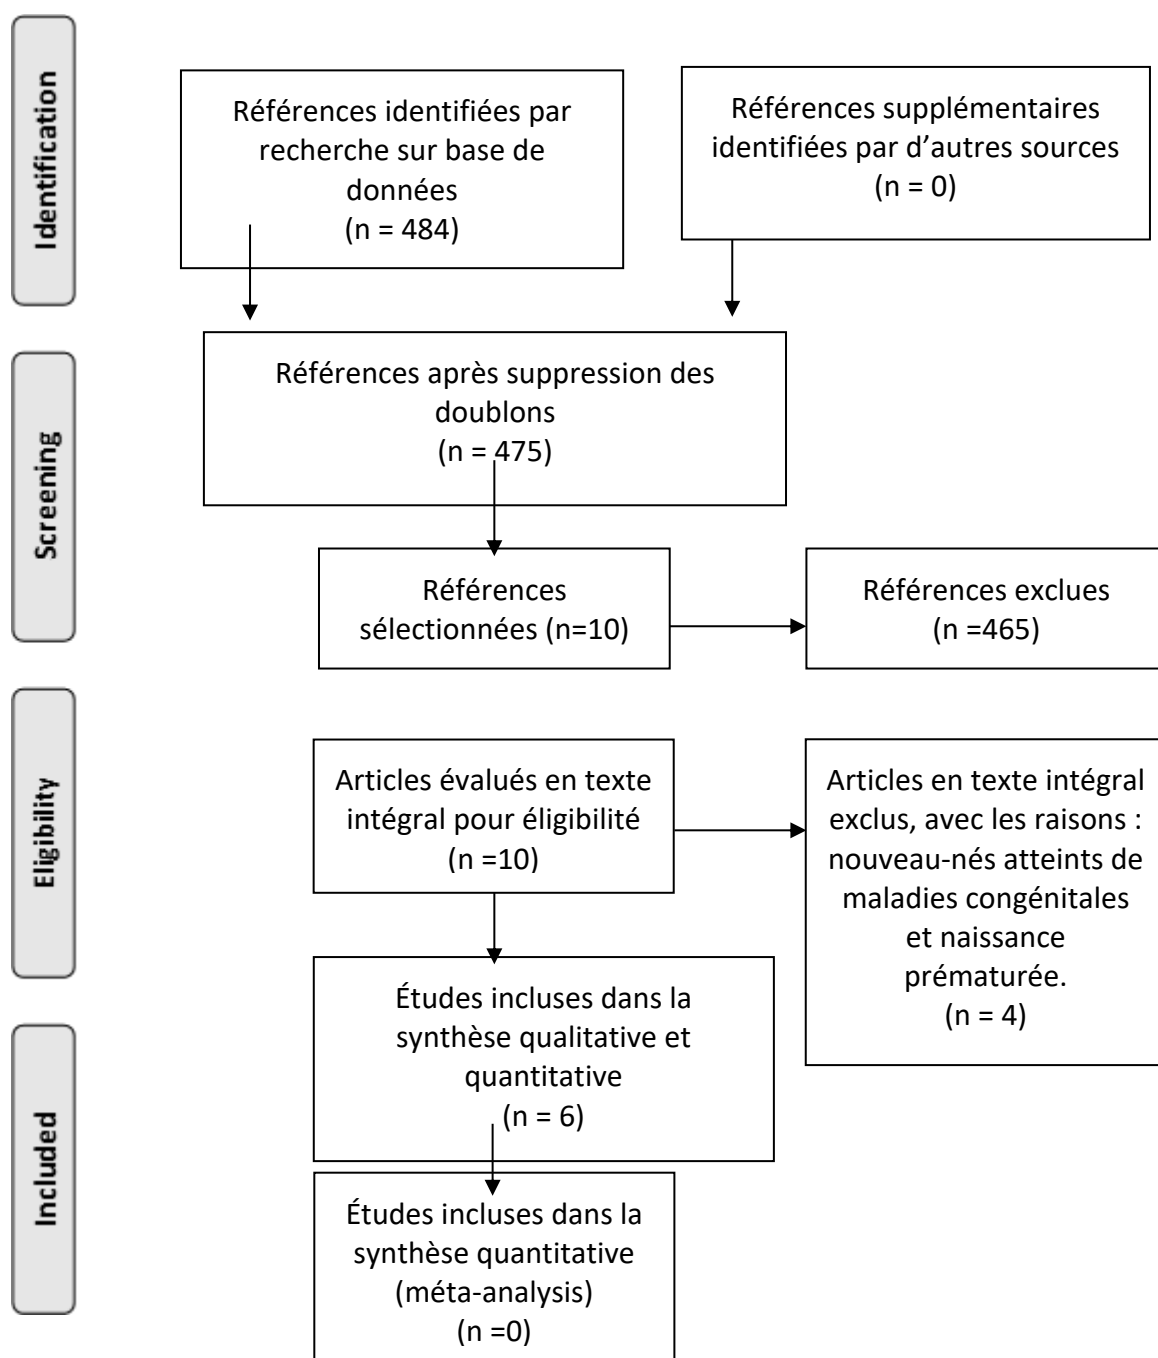 Identification
Références identifiées par
recherche sur base de
données
(n = 484)
Références supplémentaires
identifiées par d’autres sources
(n = 0)
Screening
Références après suppression des
doublons
(n = 475)
Références
sélectionnées (n=10)
Références exclues
(n =465)
Eligibility
Articles évalués en texte
intégral pour éligibilité
(n =10)
Articles en texte intégral
exclus, avec les raisons :
nouveau-nés atteints de
maladies congénitales
et naissance
prématurée.
(n = 4)
Included
Études incluses dans la
synthèse qualitative et
quantitative
(n = 6)
Études incluses dans la
synthèse quantitative
(méta-analysis)
(n =0)